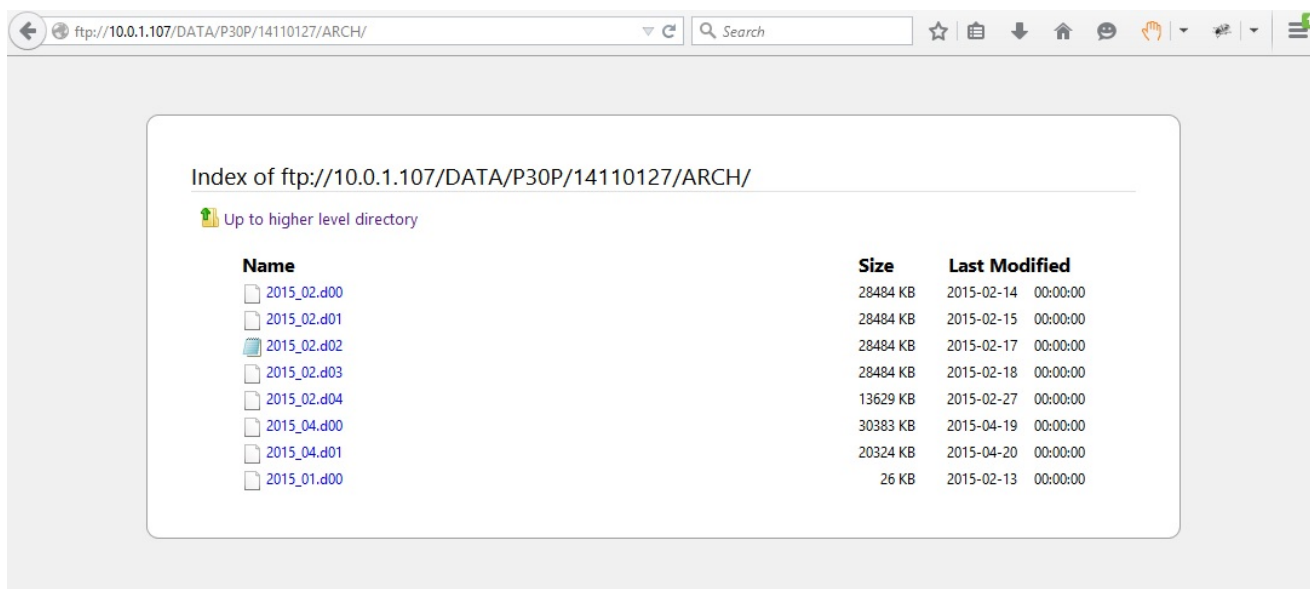 ftp://10.0.1.107/DATA/P30P/14110127/ARCH/ Search
Index of ftp://10.0.1.107/DATA/P30P/14110127/ARCH/
Up to higher level directory
Name Size Last Modified
2015_02.d00 28484 KB 2015-02-14 00:00:00
2015_02.d01 28484 KB 2015-02-15 00:00:00
2015_02.d02 28484 KB 2015-02-17 00:00:00
2015_02.d03 28484 KB 2015-02-18 00:00:00
2015_02.d04 13629 KB 2015-02-27 00:00:00
2015_04.d00 30383 KB 2015-04-19 00:00:00
2015_04.d01 20324 KB 2015-04-20 00:00:00
2015_01.d00 26 KB 2015-02-13 00:00:00